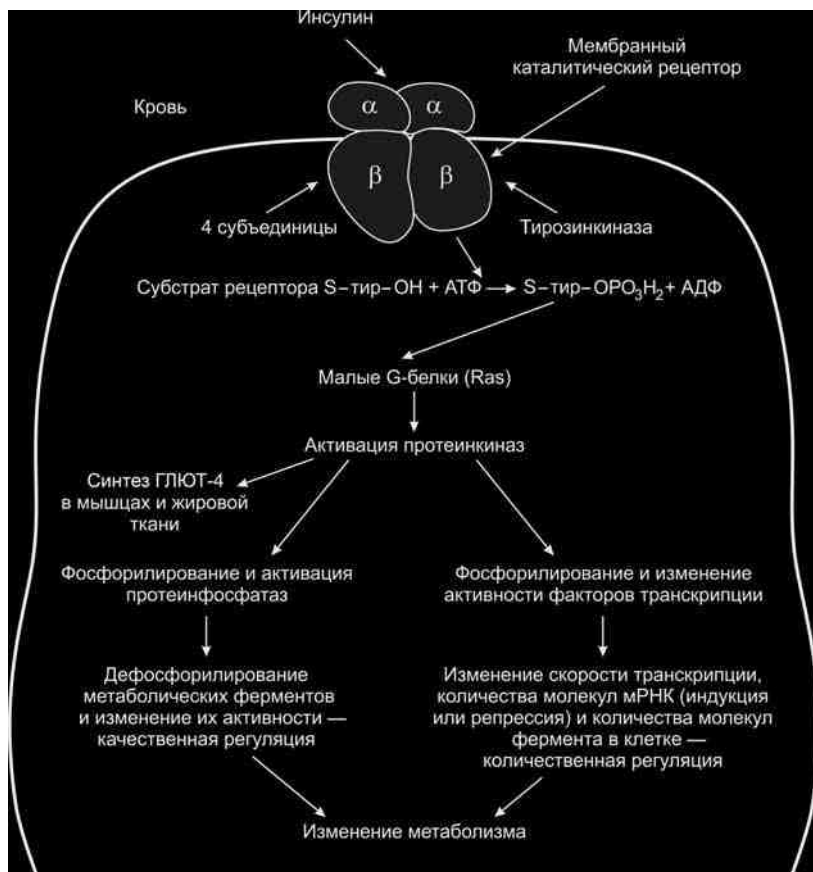 Инсулин
Мембранный
каталитический рецептор
Кровь
α
α
β
β
4 субъединицы
Тирозинкиназа
Субстрат рецептора S–тир–OH + АТФ → S–тир–OPO₃H₂ + АДФ
Малые G-белки (Ras)
Активация протеинкиназ
Синтез ГЛЮТ-4
в мышцах и жировой
ткани
Фосфорилирование и активация
протеинфосфатаз
Фосфорилирование и изменение
активности факторов транскрипции
Дефосфорилирование
метаболических ферментов
и изменение их активности —
качественная регуляция
Изменение скорости транскрипции,
количества молекул мРНК (индукция
или репрессия) и количества молекул
фермента в клетке —
количественная регуляция
Изменение метаболизма